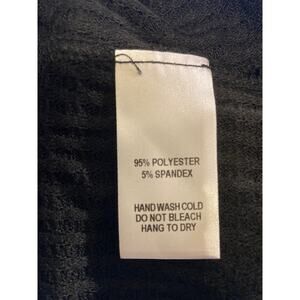 95% POLYESTER
5% SPANDEX
HAND WASH COLD
DO NOT BLEACH
HANG TO DRY